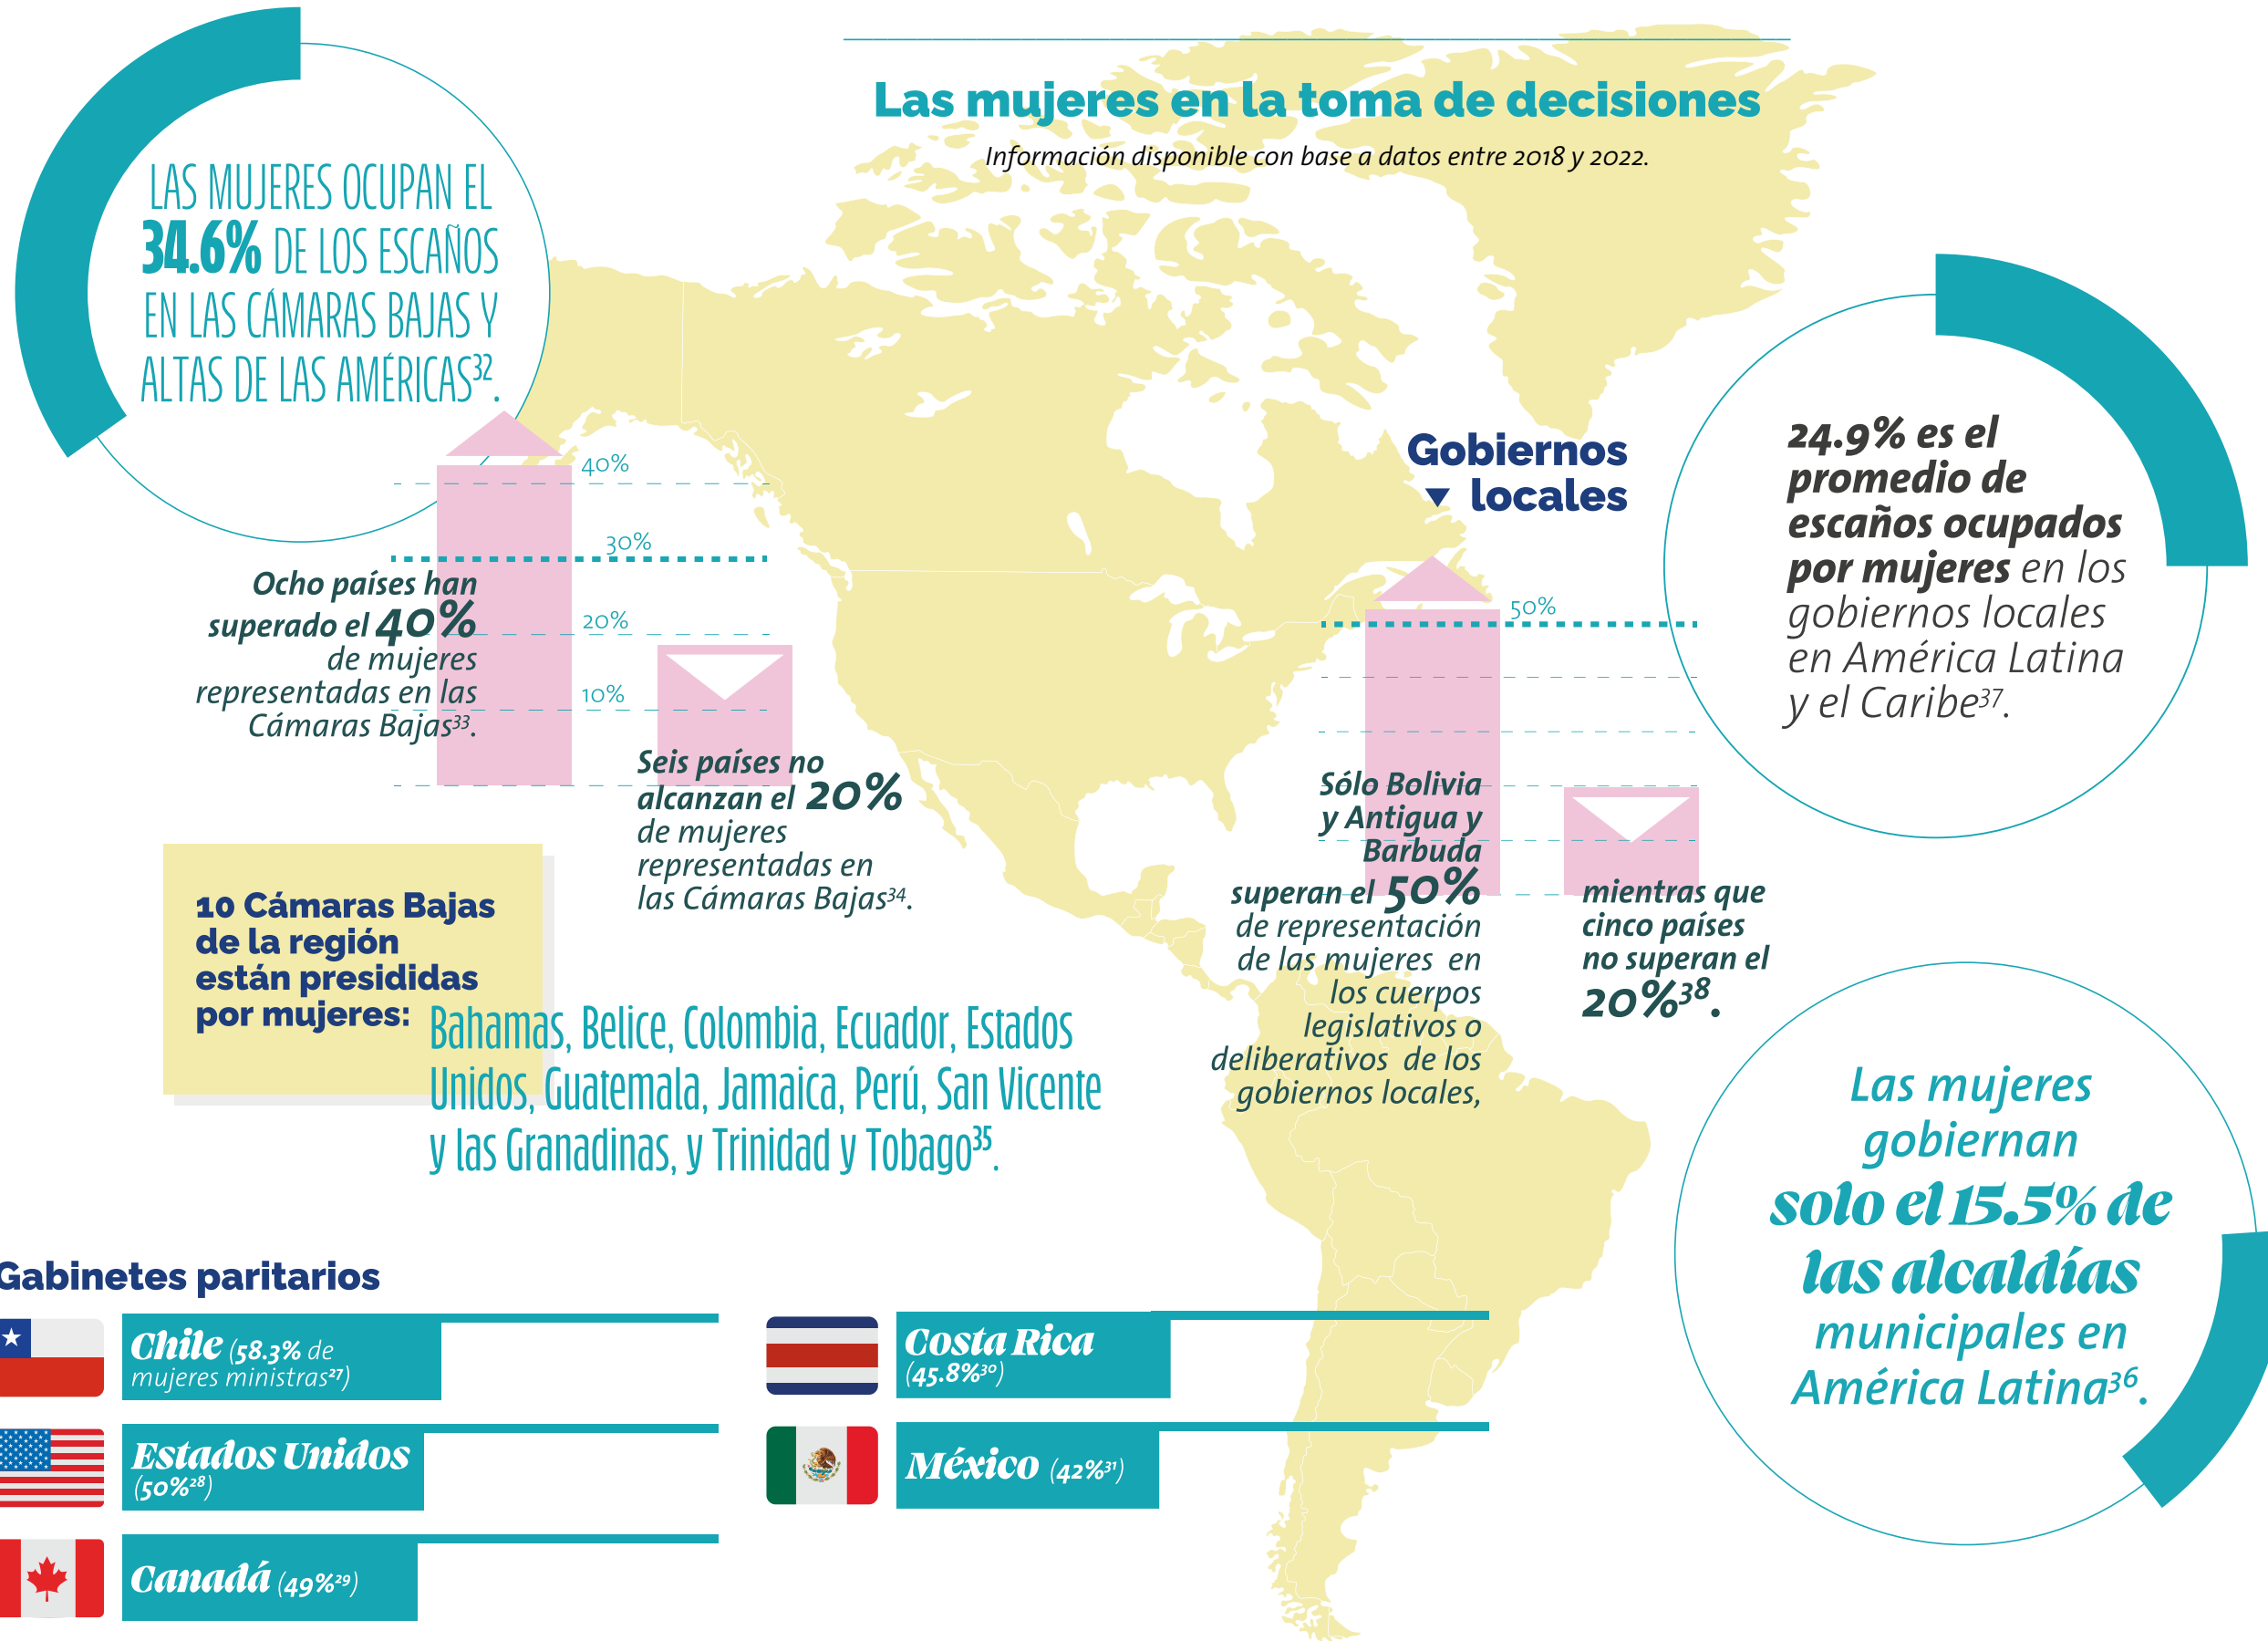 Las mujeres en la toma de decisiones
Información disponible con base a datos entre 2018 y 2022.
LAS MUJERES OCUPAN EL
34.6% DE LOS ESCAÑOS
EN LAS CÁMARAS BAJAS Y
ALTAS DE LAS AMÉRICAS³².
40%
30%
20%
10%
Ocho países han
superado el 40%
de mujeres
representadas en las
Cámaras Bajas³³.
Seis países no
alcanzan el 20%
de mujeres
representadas en
las Cámaras Bajas³⁴.
10 Cámaras Bajas
de la región
están presididas
por mujeres:
Bahamas, Belice, Colombia, Ecuador, Estados
Unidos, Guatemala, Jamaica, Perú, San Vicente
y las Granadinas, y Trinidad y Tobago³⁵.
Gobiernos
locales
50%
Sólo Bolivia
y Antigua y
Barbuda
superan el 50%
de representación
de las mujeres en
los cuerpos
legislativos o
deliberativos de los
gobiernos locales,
mientras que
cinco países
no superan el
20%³⁸.
24.9% es el
promedio de
escaños ocupados
por mujeres en los
gobiernos locales
en América Latina
y el Caribe³⁷.
Las mujeres
gobiernan
solo el 15.5% de
las alcaldías
municipales en
América Latina³⁶.
Gabinetes paritarios
Chile (58.3% de
mujeres ministras²⁷)
Estados Unidos
(50%²⁸)
Canadá (49%²⁹)
Costa Rica
(45.8%³⁰)
México (42%³¹)